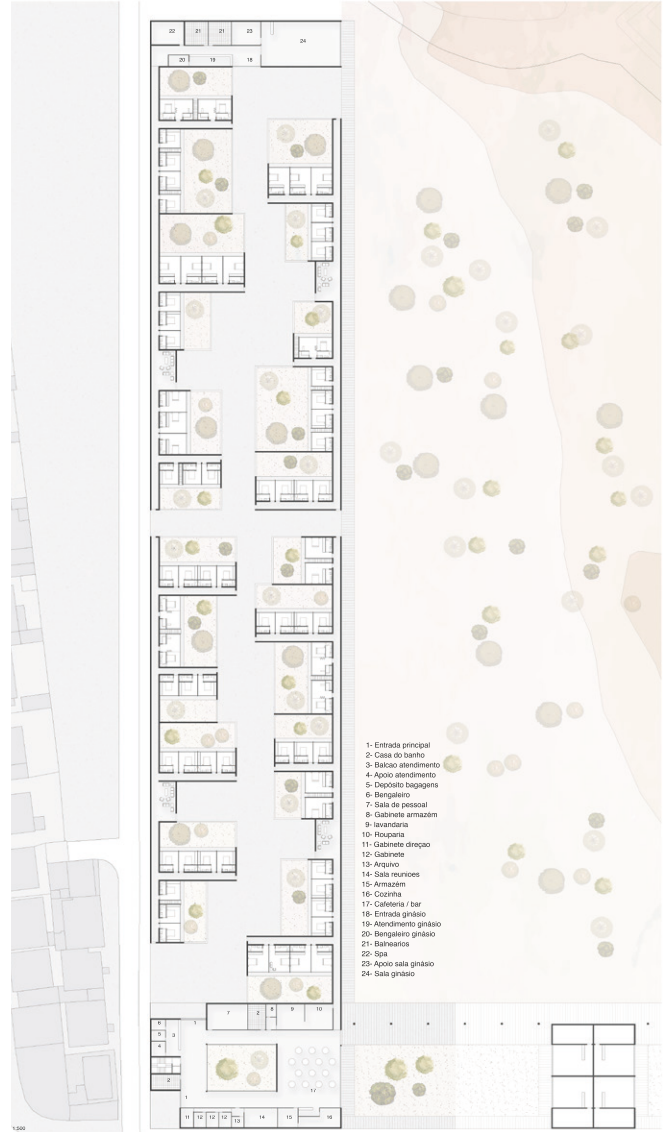 22 21 21 23 24
20 19 18
1- Entrada principal
2- Casa do banho
3- Balcao atendimento
4- Apoio atendimento
5- Depósito bagagens
6- Bengaleiro
7- Sala de pessoal
8- Gabinete armazém
9- lavandaria
10- Rouparia
11- Gabinete direçao
12- Gabinete
13- Arquivo
14- Sala reunioes
15- Armazém
16- Cozinha
17- Cafeteria / bar
18- Entrada ginásio
19- Atendimento ginásio
20- Bengaleiro ginásio
21- Balnearios
22- Spa
23- Apoio sala ginásio
24- Sala ginásio
7 2 8 9 10
6 1
5 3
4
2
17
1
11 12 12 12 13 14 15 16
1:500